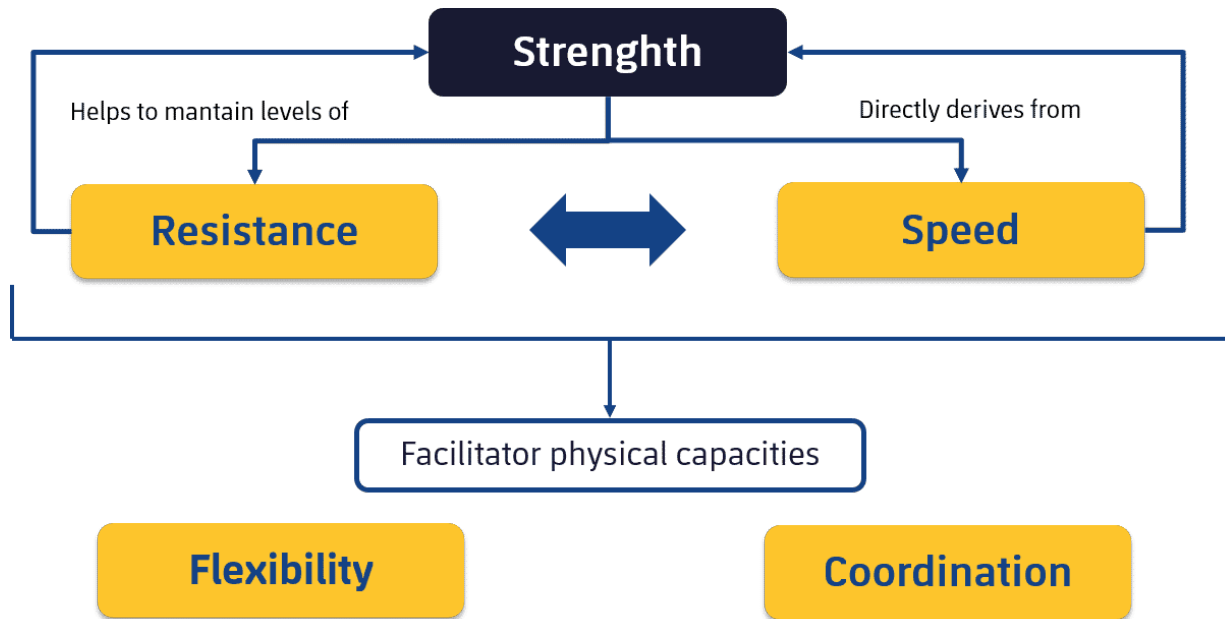 Strenghth
Helps to mantain levels of
Directly derives from
Resistance
Speed
Facilitator physical capacities
Flexibility
Coordination